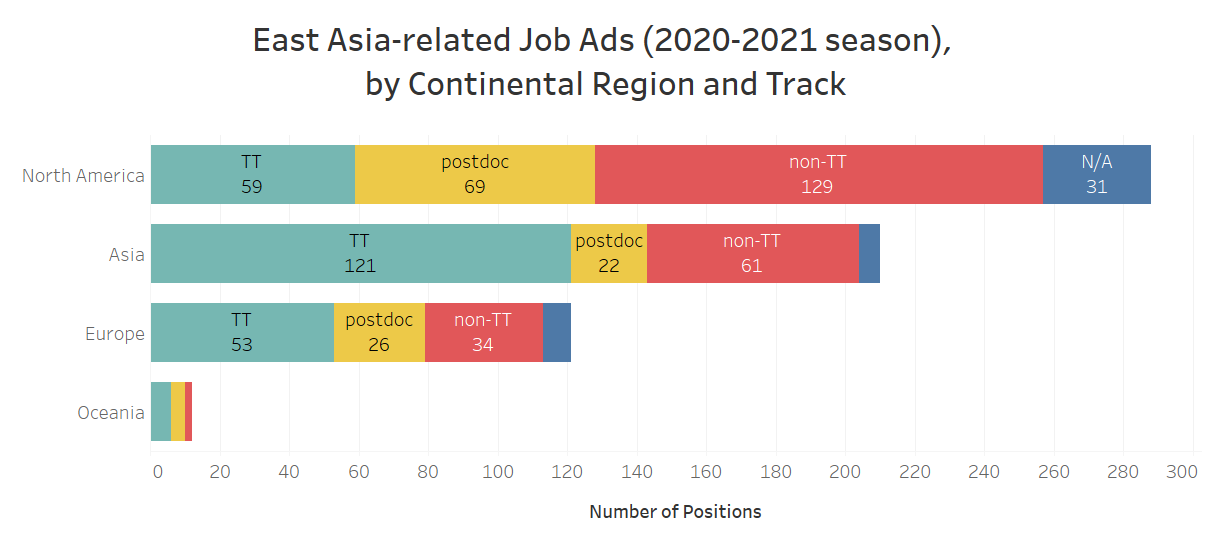 East Asia-related Job Ads (2020-2021 season),
by Continental Region and Track
North America
TT
59
postdoc
69
non-TT
129
N/A
31
Asia
TT
121
postdoc
22
non-TT
61
Europe
TT
53
postdoc
26
non-TT
34
Oceania
0 20 40 60 80 100 120 140 160 180 200 220 240 260 280 300
Number of Positions